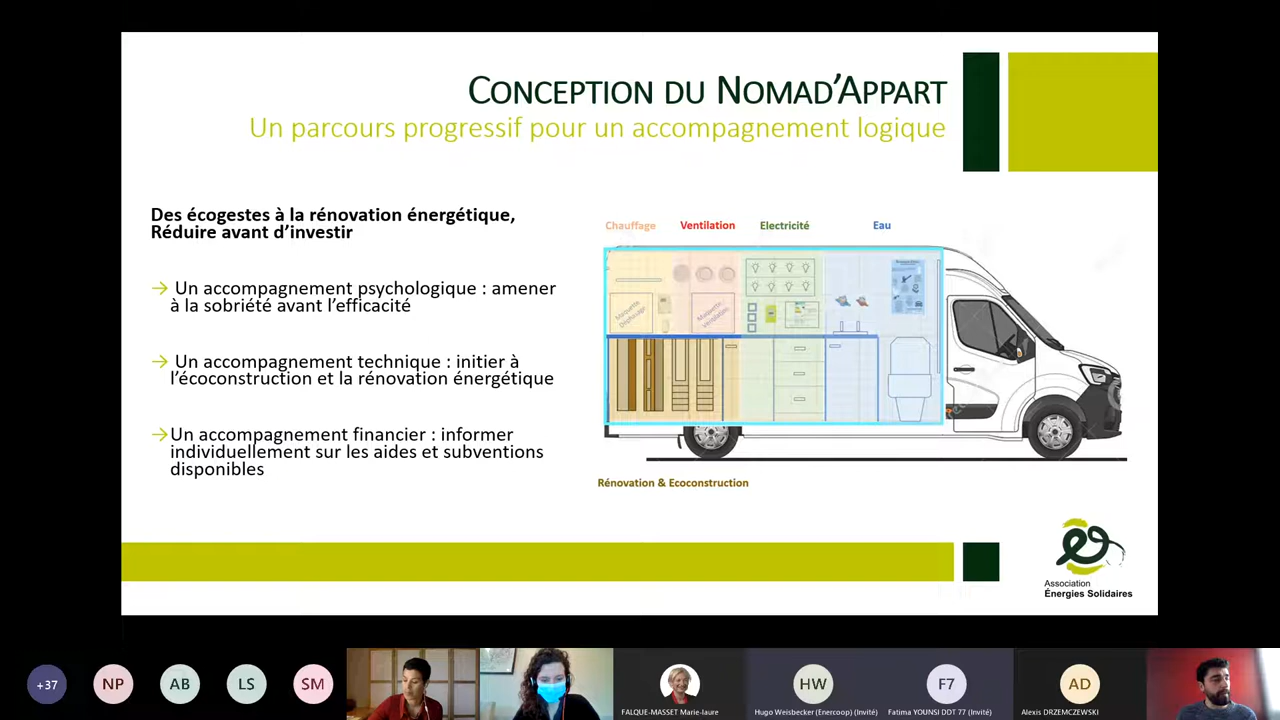 CONCEPTION DU NOMAD'APPART
Un parcours progressif pour un accompagnement logique
Des écogestes à la rénovation énergétique,
Réduire avant d'investir
→ Un accompagnement psychologique : amener
à la sobriété avant l'efficacité
→ Un accompagnement technique : initier à
l'écoconstruction et la rénovation énergétique
→Un accompagnement financier : informer
individuellement sur les aides et subventions
disponibles
Chauffage Ventilation Electricité Eau
Rénovation & Ecoconstruction
Association
Énergies Solidaires
+37 NP AB LS SM HW F7 AD
FALQUE-MASSET Marie-laure
Hugo Weisbecker (Enercoop) (Invité)
Fatima YOUNSI DDT 77 (Invité)
Alexis DRZEMCZEWSKI